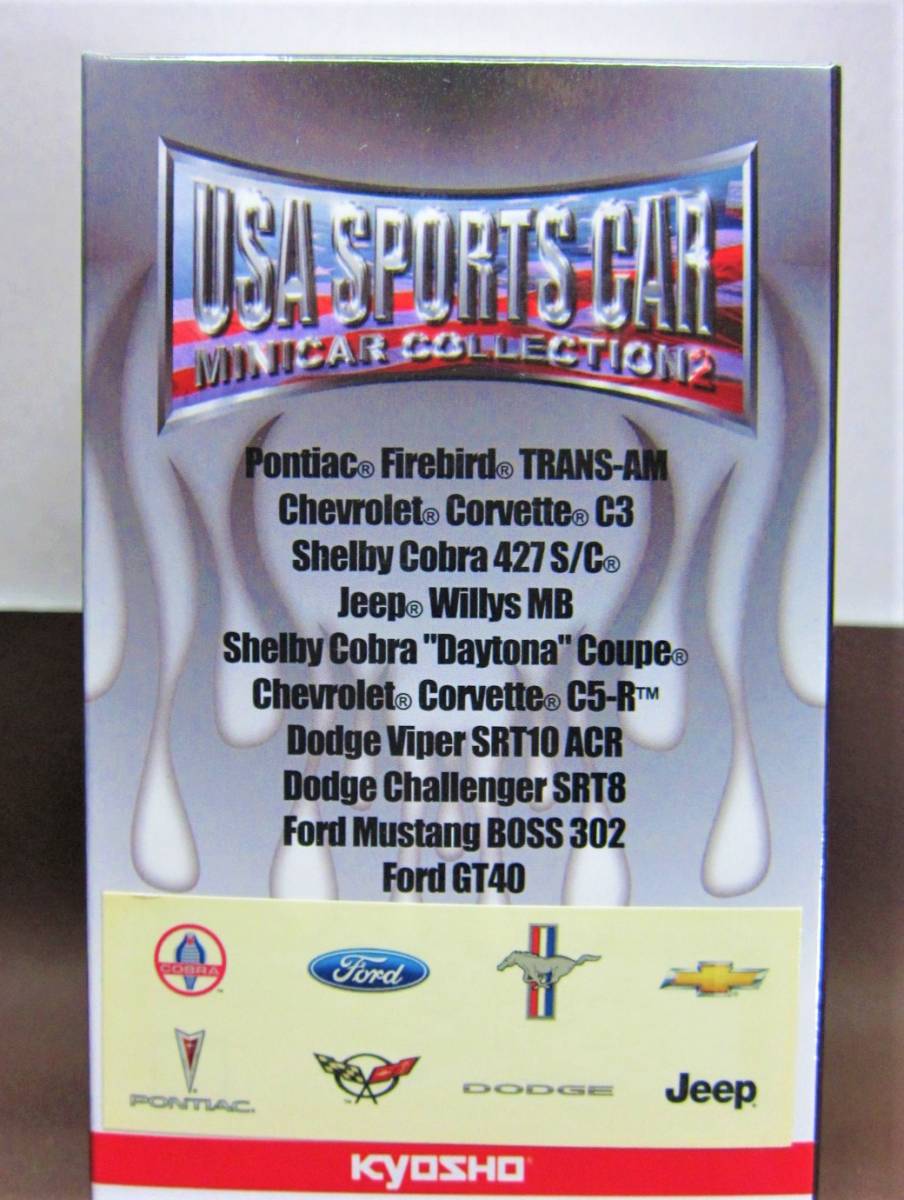 USA SPORTS CAR
MINICAR COLLECTION2
Pontiac® Firebird® TRANS-AM
Chevrolet® Corvette® C3
Shelby Cobra 427 S/C®
Jeep® Willys MB
Shelby Cobra "Daytona" Coupe®
Chevrolet® Corvette® C5-R™
Dodge Viper SRT10 ACR
Dodge Challenger SRT8
Ford Mustang BOSS 302
Ford GT40
COBRA™
Ford
PONTIAC
DODGE
Jeep
KYOSHO